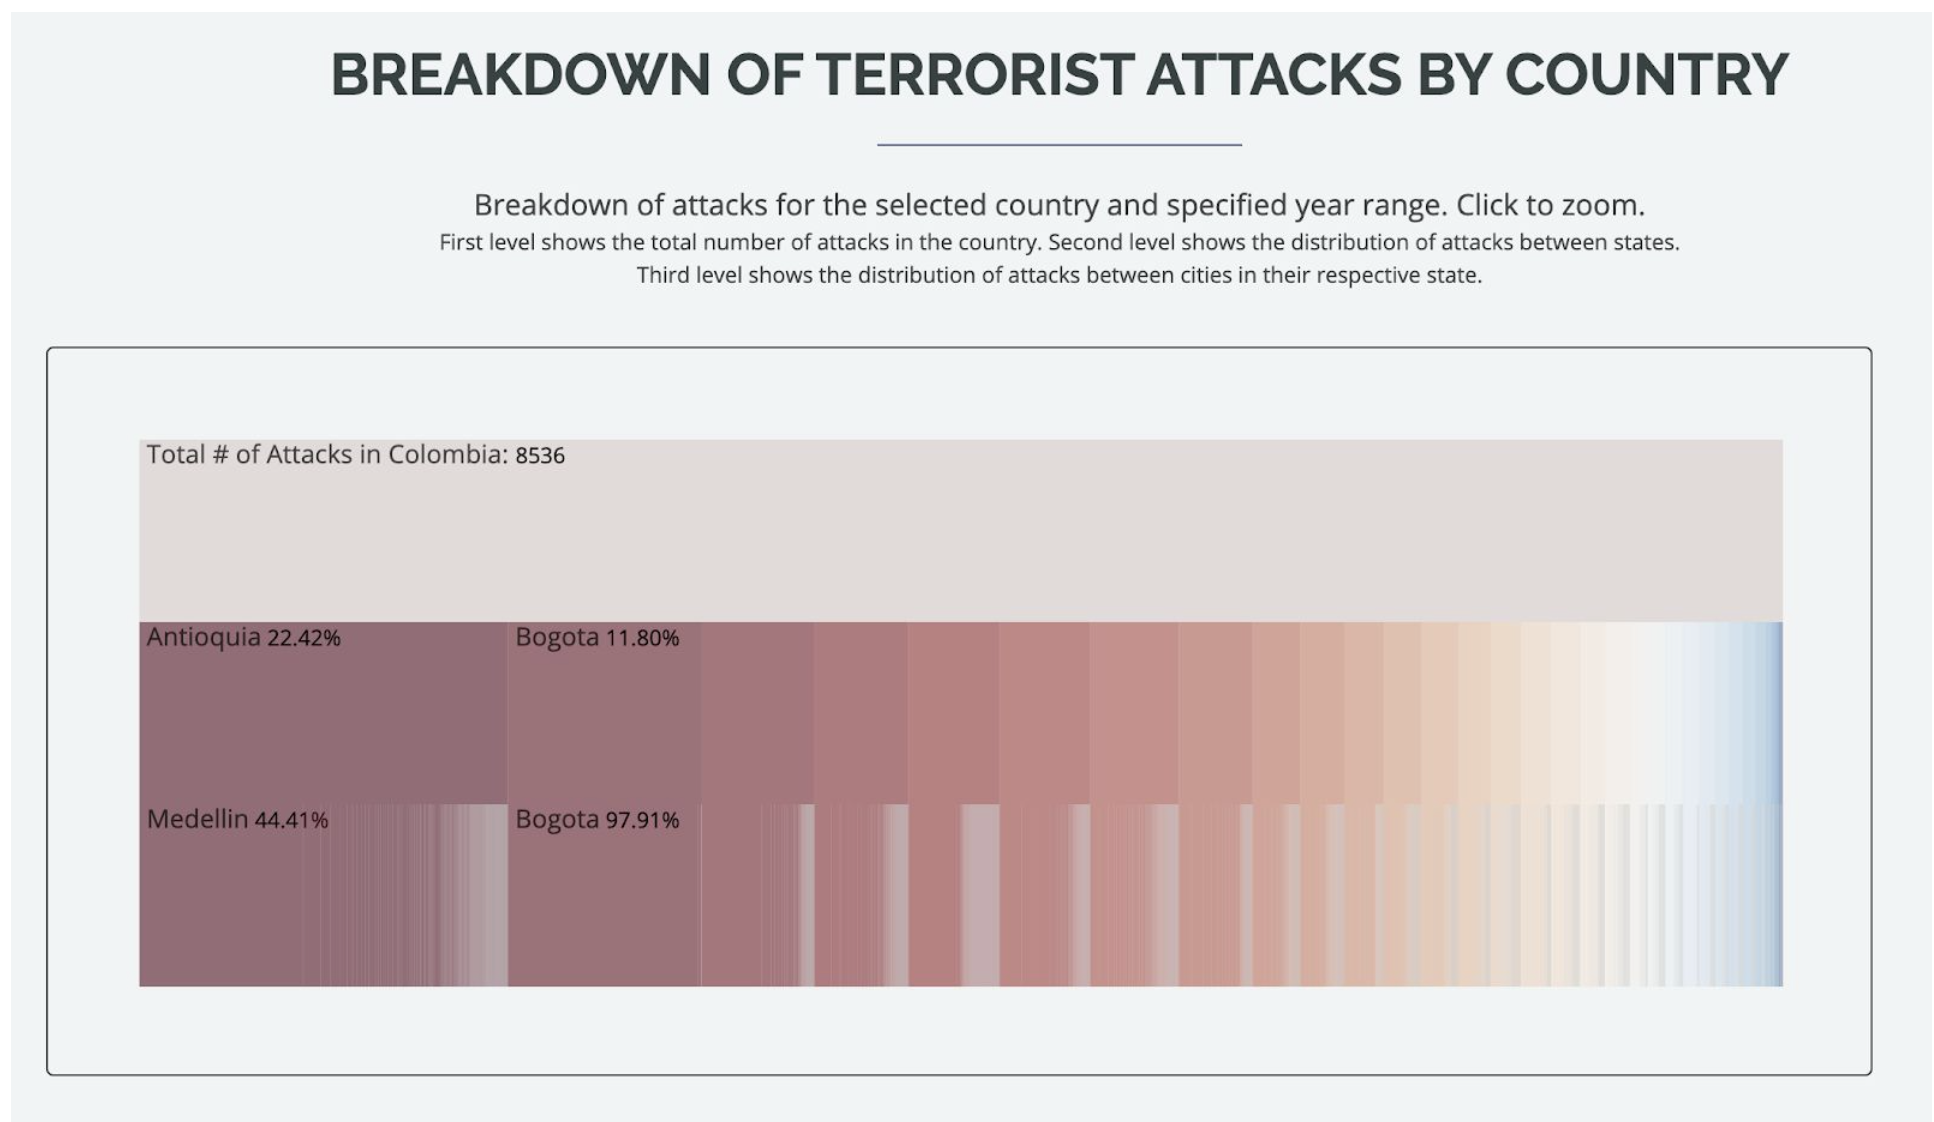 BREAKDOWN OF TERRORIST ATTACKS BY COUNTRY
Breakdown of attacks for the selected country and specified year range. Click to zoom.
First level shows the total number of attacks in the country. Second level shows the distribution of attacks between states.
Third level shows the distribution of attacks between cities in their respective state.
Total # of Attacks in Colombia: 8536
Antioquia 22.42% Bogota 11.80%
Medellin 44.41% Bogota 97.91%